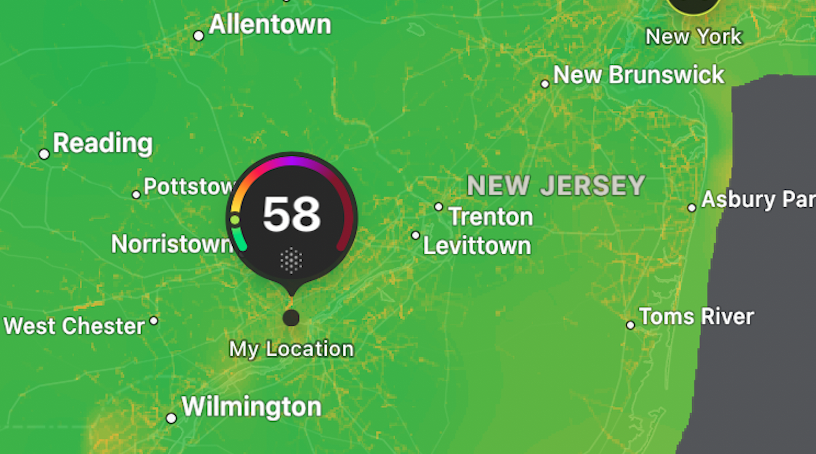 Allentown
New York
New Brunswick
Reading
Pottstow
NEW JERSEY
Asbury Par
58
Trenton
Norristown
Levittown
West Chester
Toms River
My Location
Wilmington